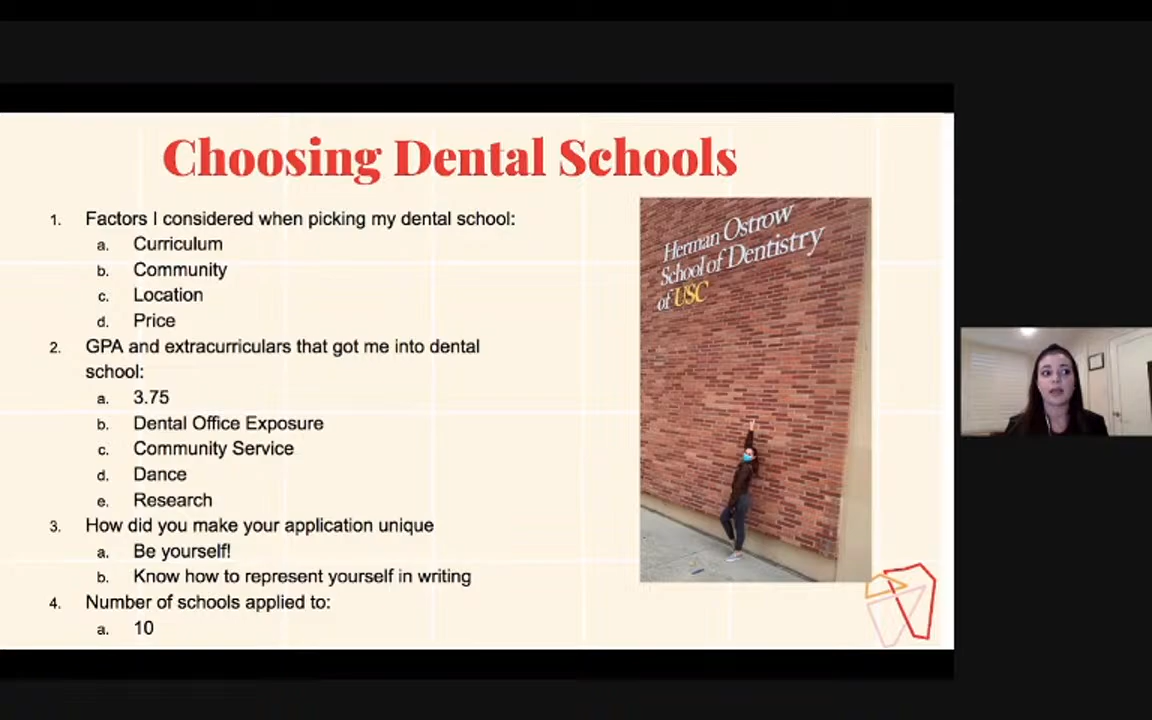 Choosing Dental Schools
1. Factors I considered when picking my dental school:
a. Curriculum
b. Community
c. Location
d. Price
2. GPA and extracurriculars that got me into dental
school:
a. 3.75
b. Dental Office Exposure
c. Community Service
d. Dance
e. Research
3. How did you make your application unique
a. Be yourself!
b. Know how to represent yourself in writing
4. Number of schools applied to:
a. 10
Herman Ostrow
School of Dentistry
of USC